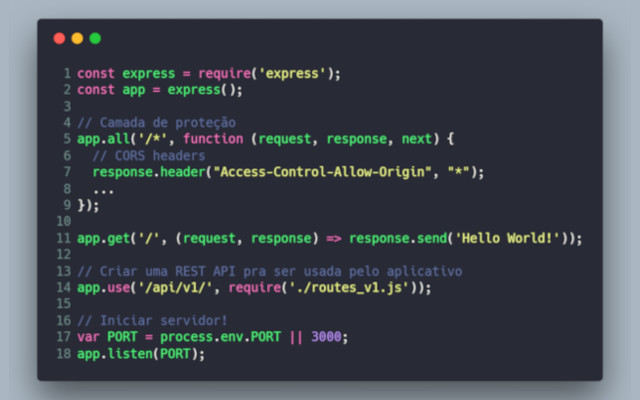 1 const express = require('express');
2 const app = express();
3
4 // Camada de proteção
5 app.all('/*', function (request, response, next) {
6   // CORS headers
7   response.header("Access-Control-Allow-Origin", "*");
8   ...
9 });
10
11 app.get('/', (request, response) => response.send('Hello World!'));
12
13 // Criar uma REST API pra ser usada pelo aplicativo
14 app.use('/api/v1/', require('./routes_v1.js'));
15
16 // Iniciar servidor!
17 var PORT = process.env.PORT || 3000;
18 app.listen(PORT);